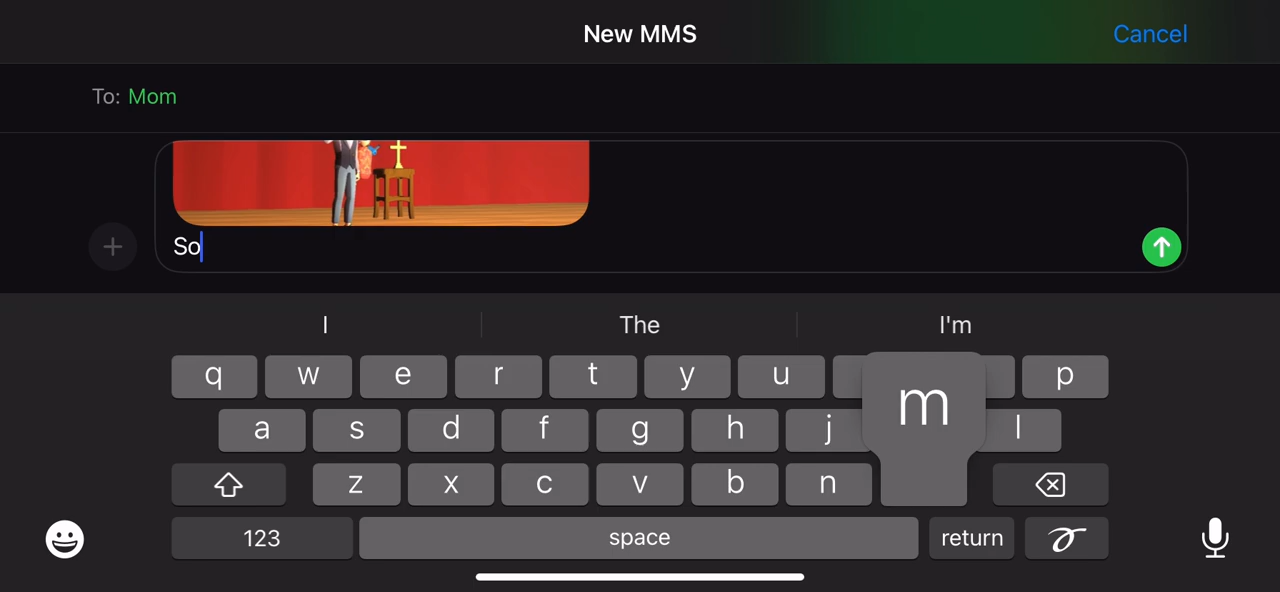 New MMS
Cancel
To: Mom
So
I
The
I'm
q w e r t y u p
a s d f g h j l
m
z x c v b n
123
space
return